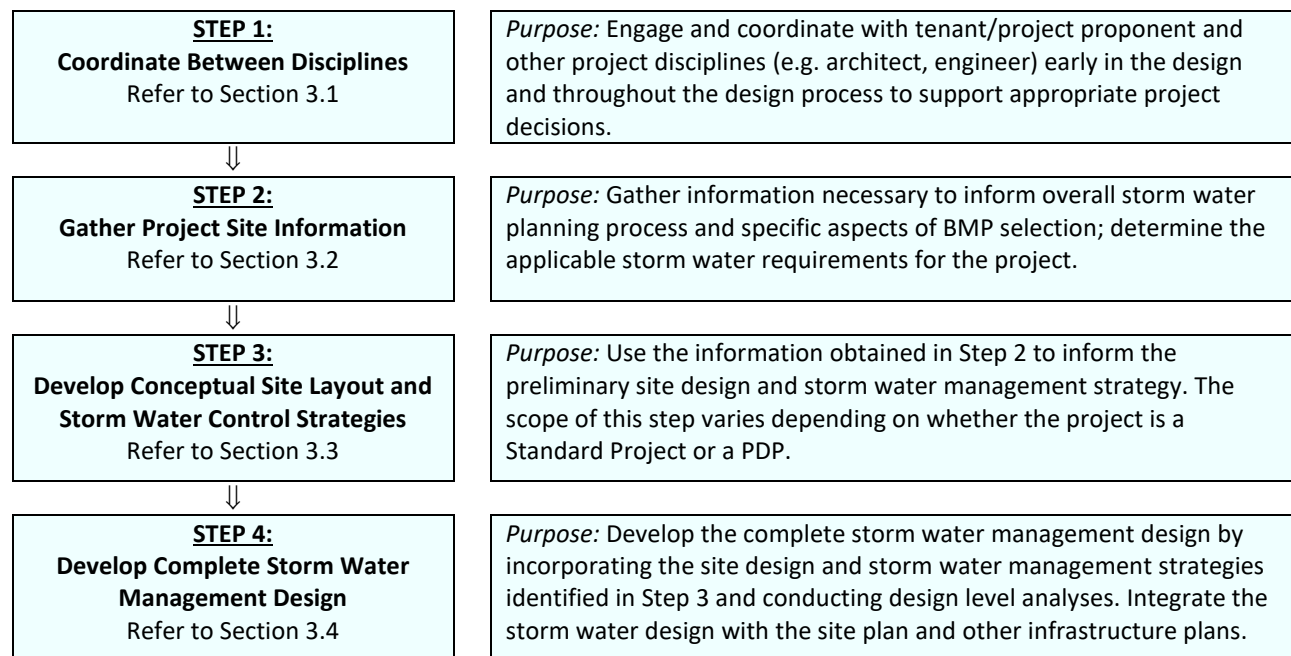 STEP 1:
Coordinate Between Disciplines
Refer to Section 3.1
Purpose: Engage and coordinate with tenant/project proponent and
other project disciplines (e.g. architect, engineer) early in the design
and throughout the design process to support appropriate project
decisions.
⇓
STEP 2:
Gather Project Site Information
Refer to Section 3.2
Purpose: Gather information necessary to inform overall storm water
planning process and specific aspects of BMP selection; determine the
applicable storm water requirements for the project.
⇓
STEP 3:
Develop Conceptual Site Layout and
Storm Water Control Strategies
Refer to Section 3.3
Purpose: Use the information obtained in Step 2 to inform the
preliminary site design and storm water management strategy. The
scope of this step varies depending on whether the project is a
Standard Project or a PDP.
⇓
STEP 4:
Develop Complete Storm Water
Management Design
Refer to Section 3.4
Purpose: Develop the complete storm water management design by
incorporating the site design and storm water management strategies
identified in Step 3 and conducting design level analyses. Integrate the
storm water design with the site plan and other infrastructure plans.